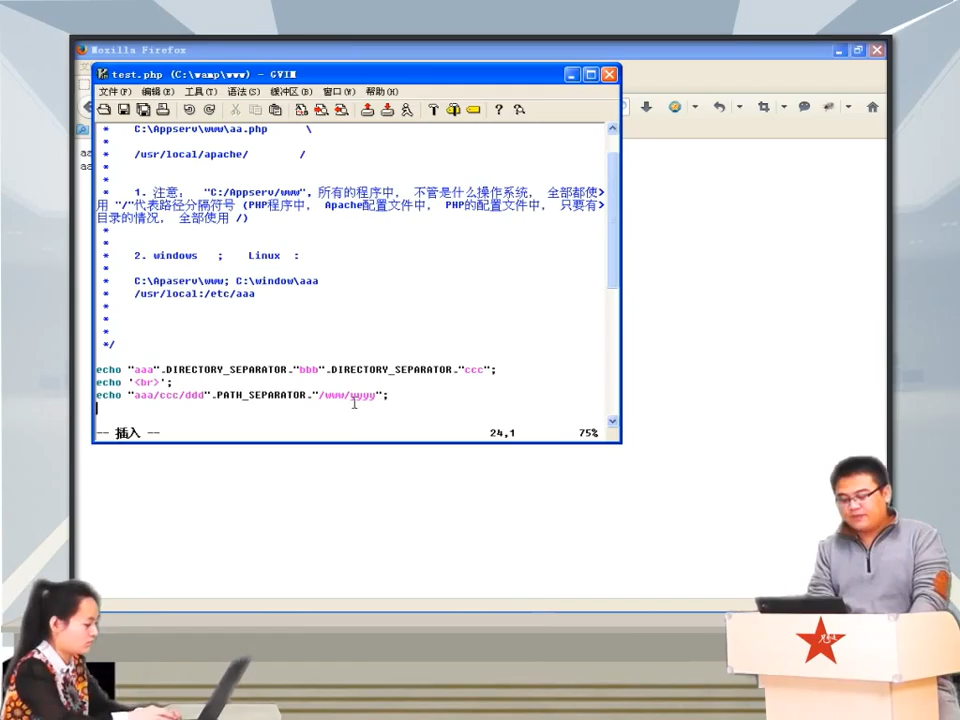 Mozilla Firefox
test.php (C:\wamp\www) - GVIM
文件(F) 编辑(E) 工具(T) 语法(S) 缓冲区(B) 窗口(W) 帮助(H)
* C:\Appserv\www\aa.php \
*
* /usr/local/apache/ /
*
*
* 1. 注意： "C:/Appserv/www", 所有的程序中， 不管是什么操作系统， 全部都使
用 "/"代表路径分隔符号 (PHP程序中， Apache配置文件中， PHP的配置文件中， 只要有
目录的情况， 全部使用 /)
*
*
* 2. windows ; Linux :
*
* C:\Apaserv\www; C:\window\aaa
* /usr/local:/etc/aaa
*
*
*
*/
echo "aaa".DIRECTORY_SEPARATOR."bbb".DIRECTORY_SEPARATOR."ccc";
echo '<br>';
echo "aaa/ccc/ddd".PATH_SEPARATOR."/www/yyyy";
-- 插入 -- 24,1 75%